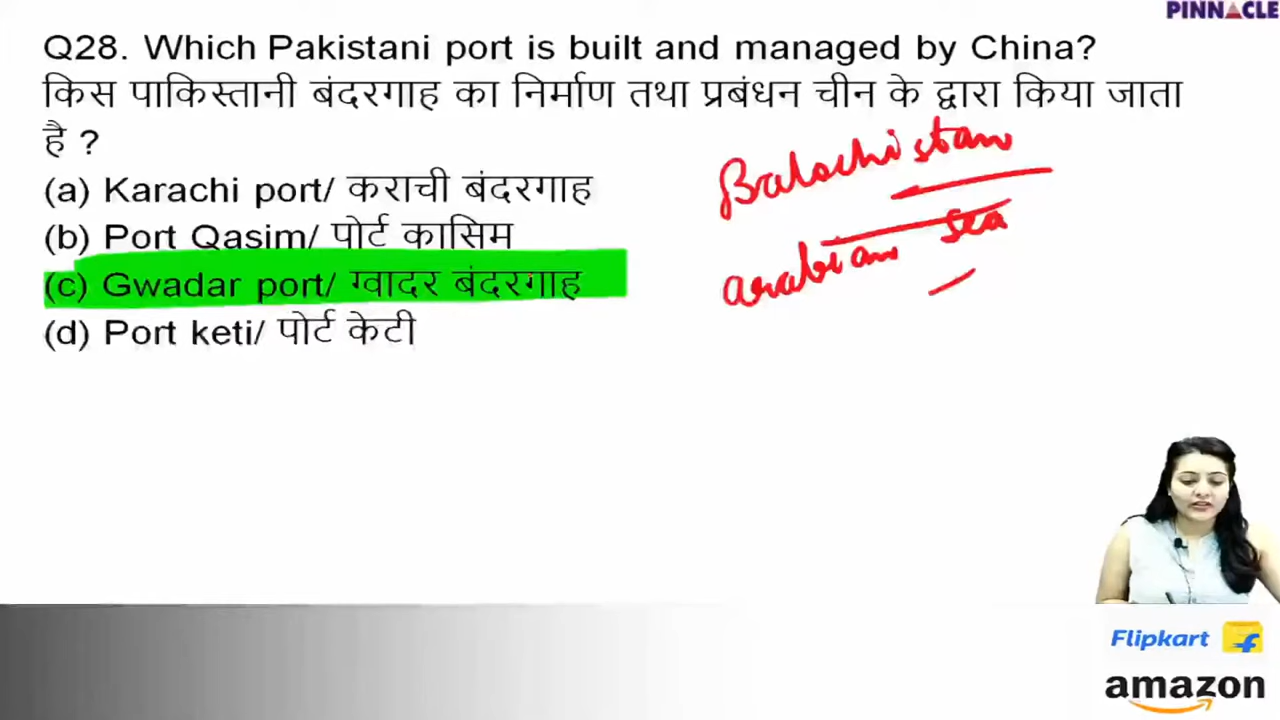 PINNACLE
Q28. Which Pakistani port is built and managed by China?
किस पाकिस्तानी बंदरगाह का निर्माण तथा प्रबंधन चीन के द्वारा किया जाता
है ?
(a) Karachi port/ कराची बंदरगाह
(b) Port Qasim/ पोर्ट कासिम
(c) Gwadar port/ ग्वादर बंदरगाह
(d) Port keti/ पोर्ट केटी
Balochistan
arabian sea
Flipkart
amazon